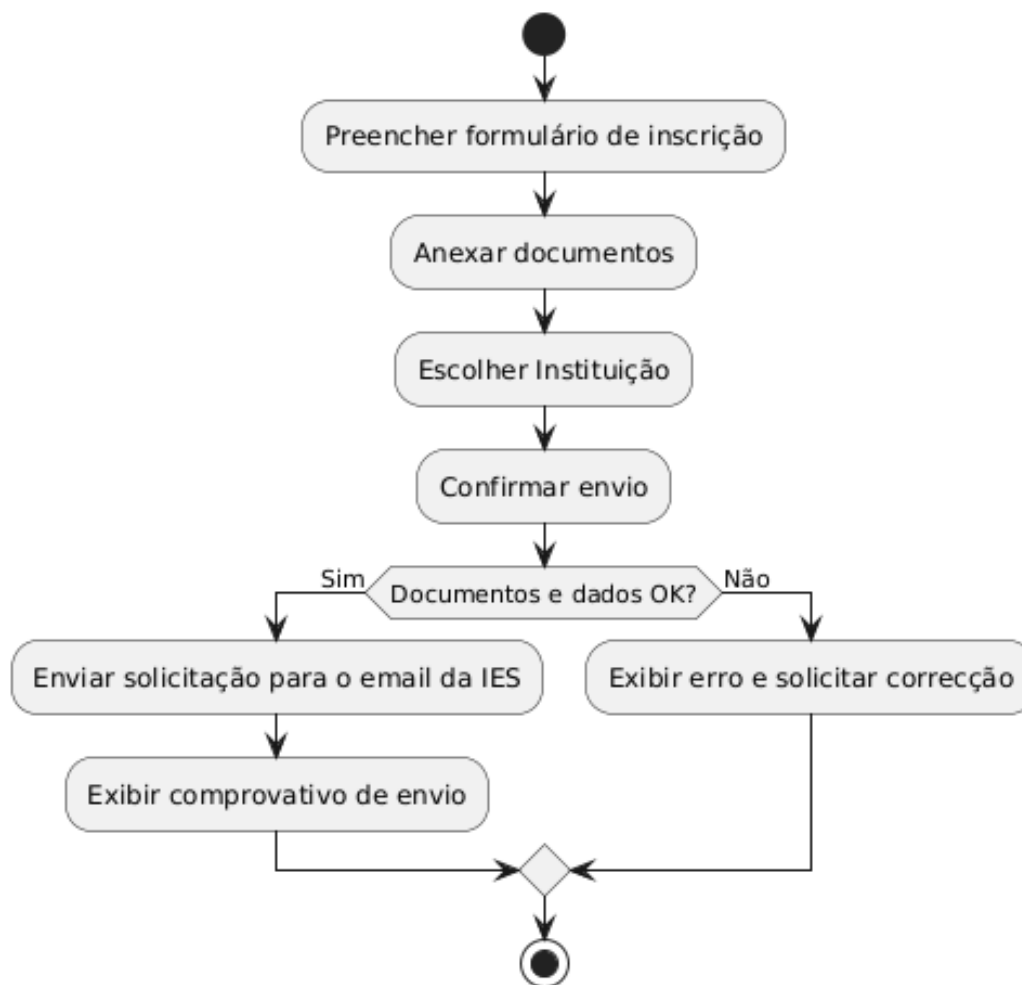 Preencher formulário de inscrição
Anexar documentos
Escolher Instituição
Confirmar envio
Sim
Documentos e dados OK?
Não
Enviar solicitação para o email da IES
Exibir erro e solicitar correcção
Exibir comprovativo de envio